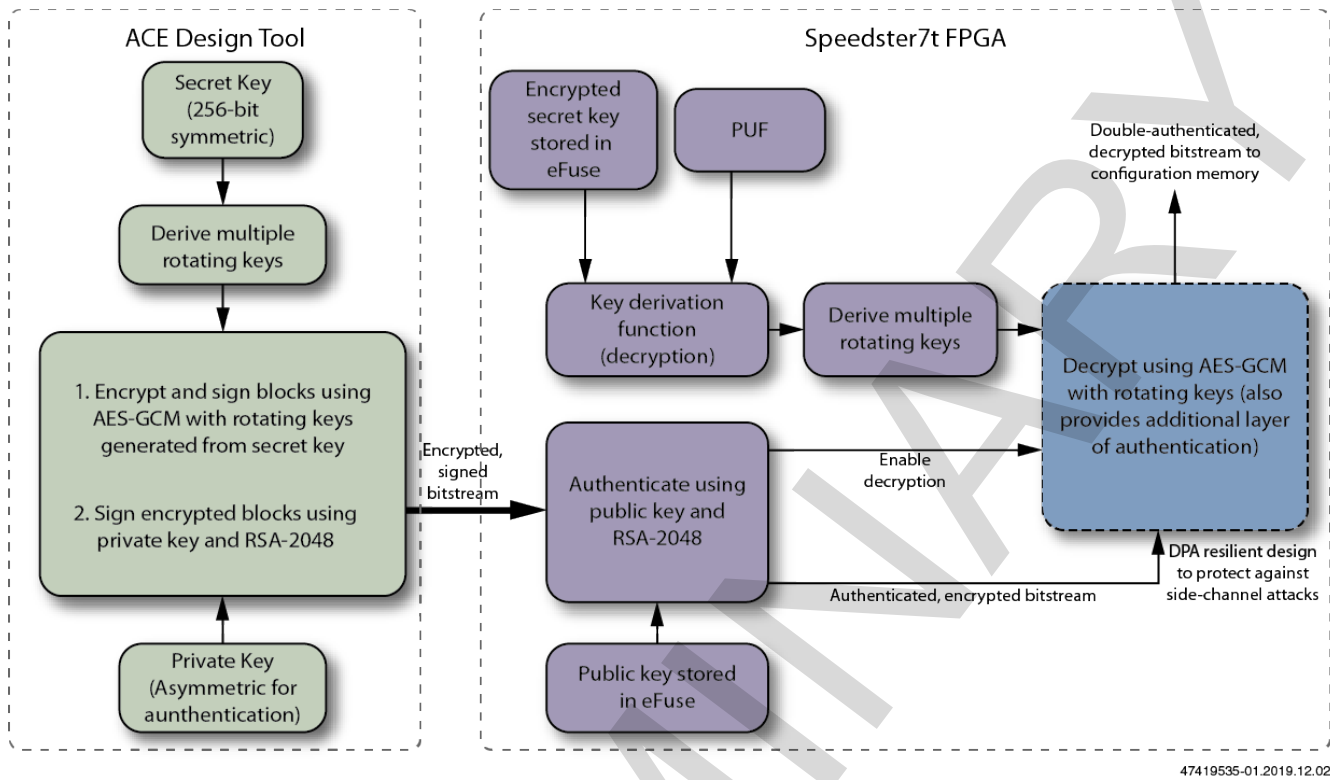 ACE Design Tool
Secret Key
(256-bit
symmetric)
Derive multiple
rotating keys
1. Encrypt and sign blocks using
AES-GCM with rotating keys
generated from secret key
2. Sign encrypted blocks using
private key and RSA-2048
Private Key
(Asymmetric for
aunthentication)
Encrypted,
signed
bitstream
Speedster7t FPGA
Encrypted
secret key
stored in
eFuse
PUF
Key derivation
function
(decryption)
Derive multiple
rotating keys
Double-authenticated,
decrypted bitstream to
configuration memory
Decrypt using AES-GCM
with rotating keys (also
provides additional layer
of authentication)
Authenticate using
public key and
RSA-2048
Enable
decryption
Authenticated, encrypted bitstream
DPA resilient design
to protect against
side-channel attacks
Public key stored
in eFuse
MINARY
47419535-01.2019.12.02